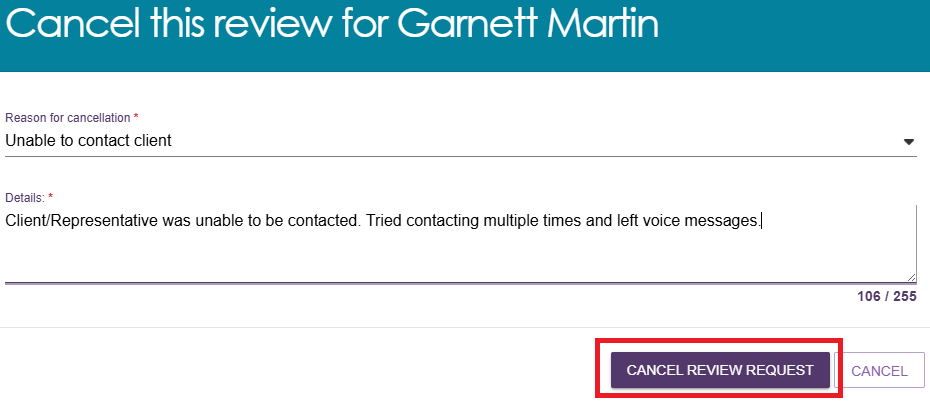 Cancel this review for Garnett Martin
Reason for cancellation *
Unable to contact client
Details: *
Client/Representative was unable to be contacted. Tried contacting multiple times and left voice messages.
106 / 255
CANCEL REVIEW REQUEST
CANCEL